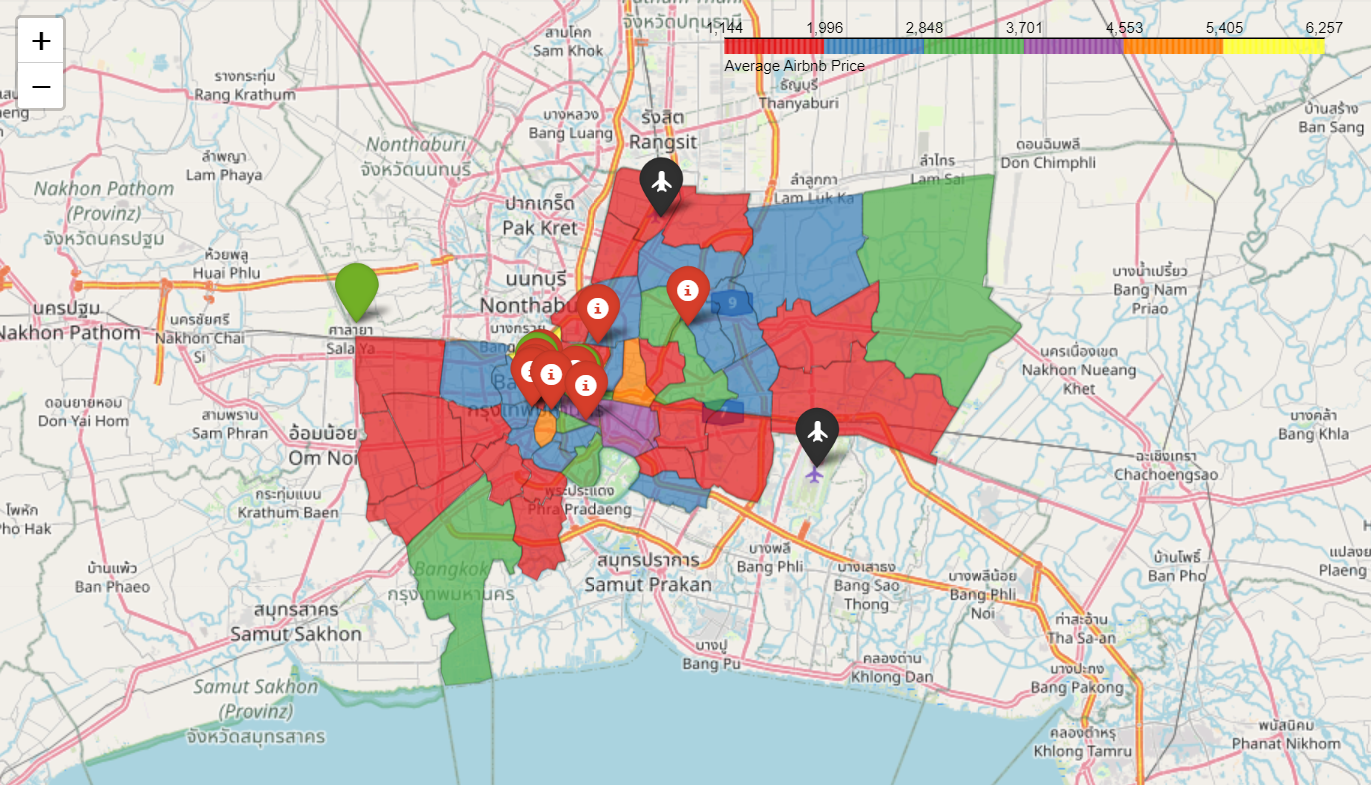 +
−
1,144
1,996
2,848
3,701
4,553
5,405
6,257
Average Airbnb Price
จังหวัดปทุมธานี
สามโคก
Sam Khok
รางกระทุ่ม
Rang Krathum
บางหลวง
Bang Luang
รังสิต
Rangsit
ธัญบุรี
Thanyaburi
บ้านสร้าง
Ban Sang
Nonthaburi
จังหวัดนนทบุรี
ลำพญา
Lam Phaya
ดอนฉิมพลี
Don Chimphli
ลำไทร
Lam Sai
ลำลูกกา
Lam Luk Ka
Nakhon Pathom
(Provinz)
จังหวัดนครปฐม
ปากเกร็ด
Pak Kret
ห้วยพลู
Huai Phlu
นนทบุรี
Nonthabu
บางน้ำเปรี้ยว
Bang Nam
Priao
9
นครปฐม
Nakhon Pathom
นครชัยศรี
Nakhon Chai
Si
ศาลายา
Sala Ya
บางกรวย
Bang
นครเนื่องเขต
Nakhon Nueang
Khet
ดอนยายหอม
Don Yai Hom
สามพราน
Sam Phran
Ba
7
บางคล้า
Bang Khla
อ้อมน้อย
Om Noi
ฉะเชิงเทรา
Chachoengsao
กระทุ่มแบน
Krathum Baen
โพหัก
Pho Hak
พระประแดง
Phra Pradaeng
สมุทรปราการ
Samut Prakan
บางพลี
Bang Phli
บ้านโพธิ์
Ban Pho
Plaeng
บ้านแพ้ว
Ban Phaeo
Bangkok
กรุงเทพมหานคร
บางเสาธง
Bang Sao
Thong
บางพลีน้อย
Bang Phli
Noi
สมุทรสาคร
Samut Sakhon
ท่าสะอ้าน
Tha Sa-an
บางปู
Bang Pu
คลองด่าน
Khlong Dan
บางปะกง
Bang Pakong
Samut Sakhon
(Provinz)
จังหวัดสมุทรสาคร
คลองตำหรุ
Khlong Tamru
พนัสนิคม
Phanat Nikhom